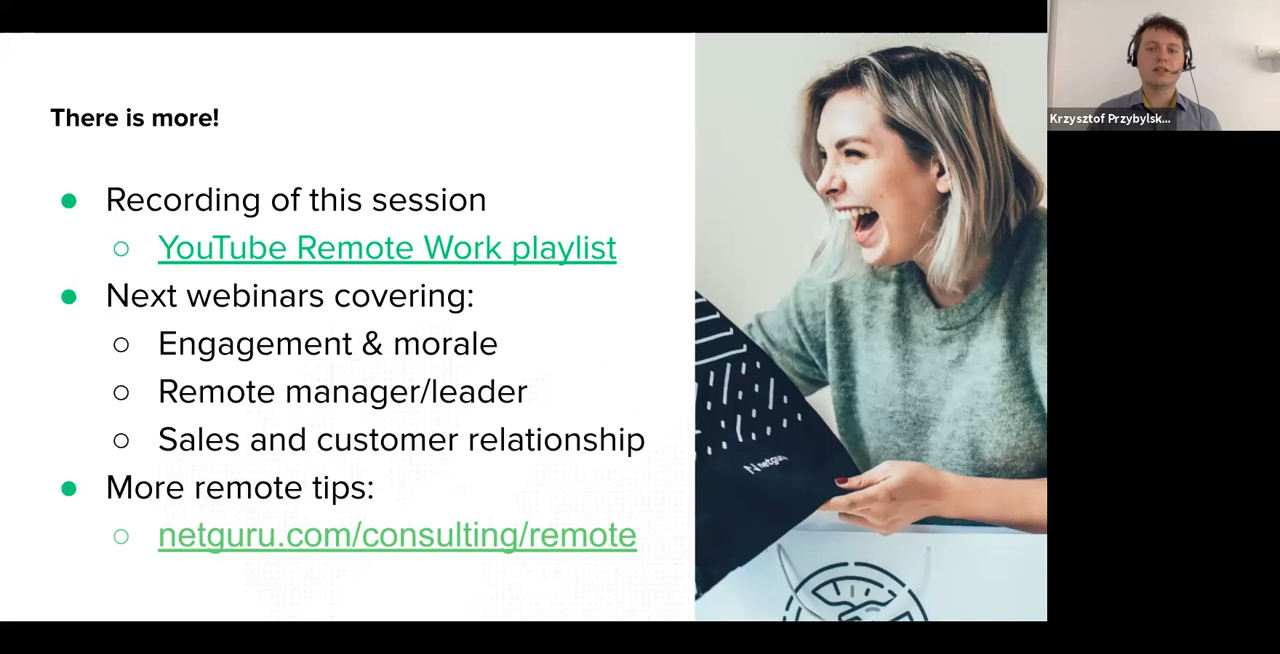 There is more!
Recording of this session
YouTube Remote Work playlist
Next webinars covering:
Engagement & morale
Remote manager/leader
Sales and customer relationship
More remote tips:
netguru.com/consulting/remote
netguru
Krzysztof Przybylsk...